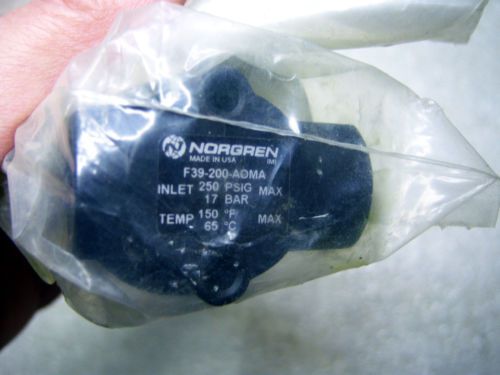 NORGREN
MADE IN USA (M)
F39-200-AOMA
INLET 250 PSIG MAX
17 BAR
TEMP 150 °F MAX
65 °C